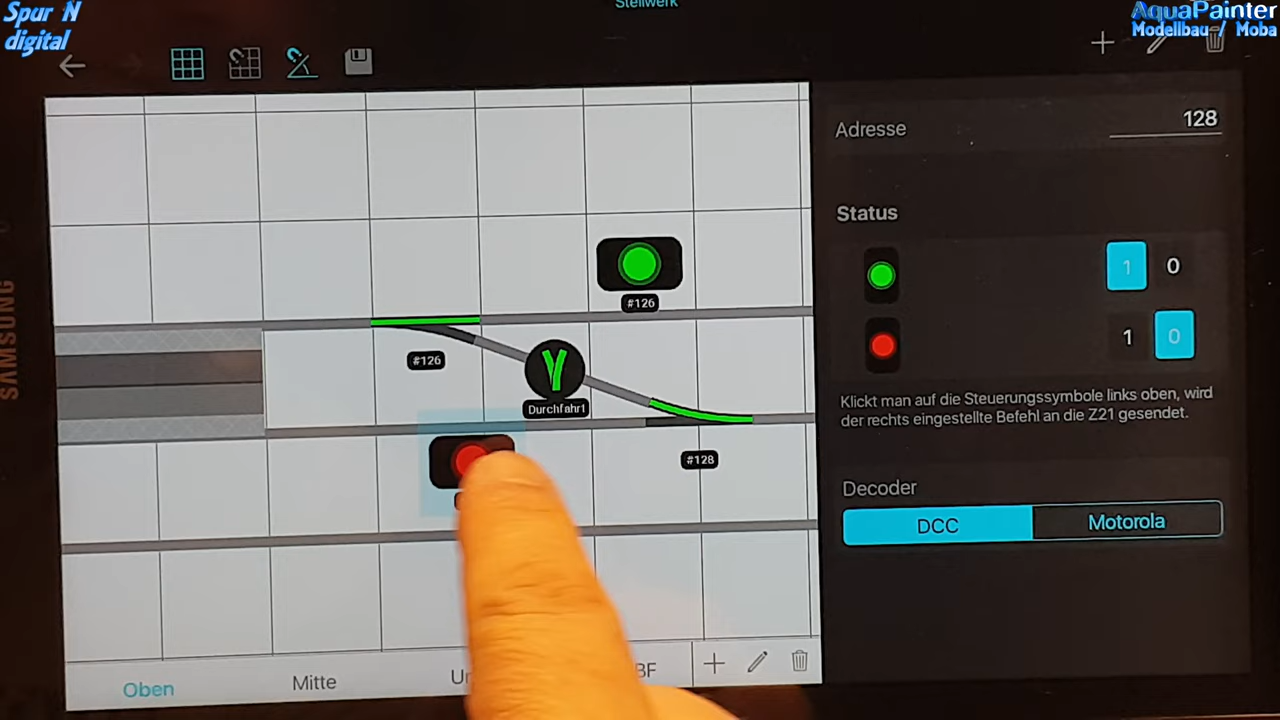 Spur N
digital
Stellwerk
AquaPainter
Modellbau / Moba
SAMSUNG
Adresse
128
Status
1 0
1 0
Klickt man auf die Steuerungssymbole links oben, wird
der rechts eingestellte Befehl an die Z21 gesendet.
Decoder
DCC
Motorola
#126
#126
Durchfahrt
#128
Oben
Mitte
BF